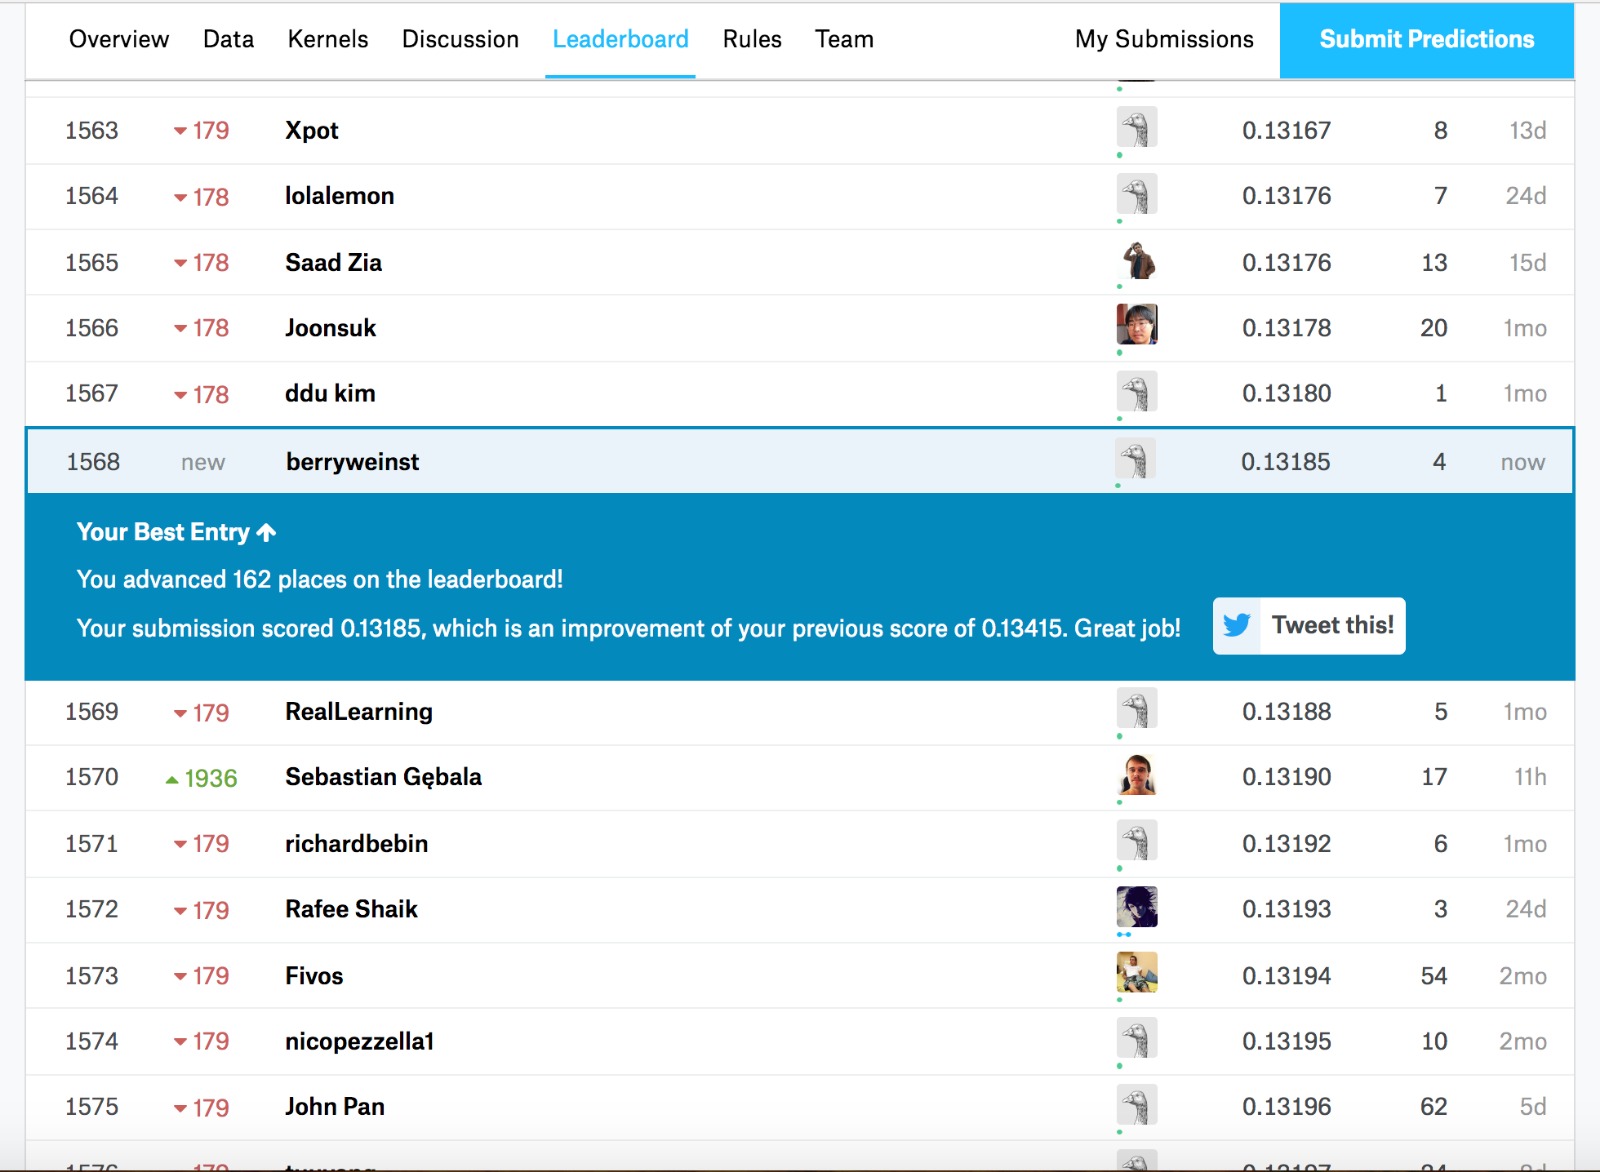 Overview Data Kernels Discussion Leaderboard Rules Team My Submissions Submit Predictions
1563 179 Xpot 0.13167 8 13d
1564 178 lolalemon 0.13176 7 24d
1565 178 Saad Zia 0.13176 13 15d
1566 178 Joonsuk 0.13178 20 1mo
1567 178 ddu kim 0.13180 1 1mo
1568 new berryweinst 0.13185 4 now
Your Best Entry
You advanced 162 places on the leaderboard!
Your submission scored 0.13185, which is an improvement of your previous score of 0.13415. Great job! Tweet this!
1569 179 RealLearning 0.13188 5 1mo
1570 1936 Sebastian Gębala 0.13190 17 11h
1571 179 richardbebin 0.13192 6 1mo
1572 179 Rafee Shaik 0.13193 3 24d
1573 179 Fivos 0.13194 54 2mo
1574 179 nicopezzella1 0.13195 10 2mo
1575 179 John Pan 0.13196 62 5d
1576 179 0.13197